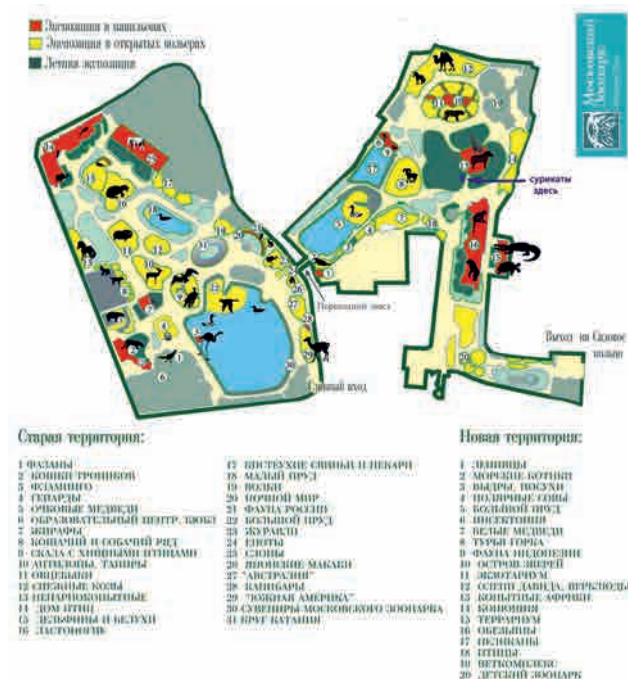 Экспозиция в павильонах
Экспозиция в открытых вольерах
Летняя экспозиция
Московский
Зоопарк
сурикаты
здесь
Пешеходный мост
Выход на Садовое
кольцо
Главный вход
Старая территория:
1 ФАЗАНЫ
2 КОШКИ ТРОПИКОВ
3 ФЛАМИНГО
4 ГЕПАРДЫ
5 ОЧКОВЫЕ МЕДВЕДИ
6 ОБРАЗОВАТЕЛЬНЫЙ ЦЕНТР,
7 ЖИРАФЫ
8 КОШАЧИЙ И СОБАЧИЙ РЯД
9 СКАЛА С ХИЩНЫМИ ПТИЦАМИ
10 АНТИЛОПЫ, ТАПИРЫ
11 ОВЦЕБЫКИ
12 СНЕЖНЫЕ КОЗЫ
13 НЕПАРНОКОПЫТНЫЕ
14 ДОМ ПТИЦ
15 ДЕЛЬФИНЫ И БЕЛУХИ
16 ЛАСТОНОГИЕ
17 КИСТЕУХИЕ СВИНЬИ И ПЕКАРИ
18 МАЛЫЙ ПРУД
19 ВОЛКИ
20 НОЧНОЙ МИР
21 ФАУНА РОССИИ
22 БОЛЬШОЙ ПРУД
23 ЖУРАВЛИ
24 ЕНОТЫ
25 СЛОНЫ
26 ЯПОНСКИЕ МАКАКИ
27 "АВСТРАЛИЯ"
28 КАПИБАРЫ
29 "ЮЖНАЯ АМЕРИКА"
30 СУВЕНИРЫ МОСКОВСКОГО ЗООПАРКА
31 КРУГ КАТАНИЯ
Новая территория:
1 ЛЕНИВЦЫ
2 МОРСКИЕ КОТИКИ
3 ВЫДРЫ, НОСУХИ
4 ПОЛЯРНЫЕ СОВЫ
5 БОЛЬШОЙ ПРУД
6 ИНСЕКТОПИЯ
7 БЕЛЫЕ МЕДВЕДИ
8 ТУРЬЯ ГОРКА
9 ФАУНА ИНДОНЕЗИИ
10 ОСТРОВ ЗВЕРЕЙ
11 ЭКЗОТАРИУМ
12 ОЛЕНИ ДАВИДА, ВЕРБЛЮДЫ
13 КОПЫТНЫЕ АФРИКИ
14 КОНЮШНЯ
15 ТЕРРАРИУМ
16 ОБЕЗЬЯНЫ
17 ПЕЛИКАНЫ
18 ПТИЦЫ
19 ВЕТКОМПЛЕКС
20 ДЕТСКИЙ ЗООПАРК